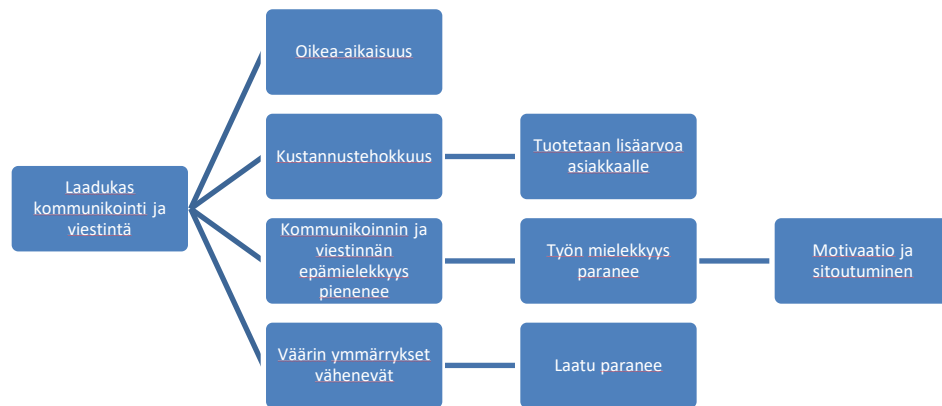 Oikea-aikaisuus
Kustannustehokkuus
Tuotetaan lisäarvoa
asiakkaalle
Laadukas
kommunikointi ja
viestintä
Kommunikoinnin ja
viestinnän
epämielekkyys
pienenee
Työn mielekkyys
paranee
Motivaatio ja
sitoutuminen
Väärin ymmärrykset
vähenevät
Laatu paranee